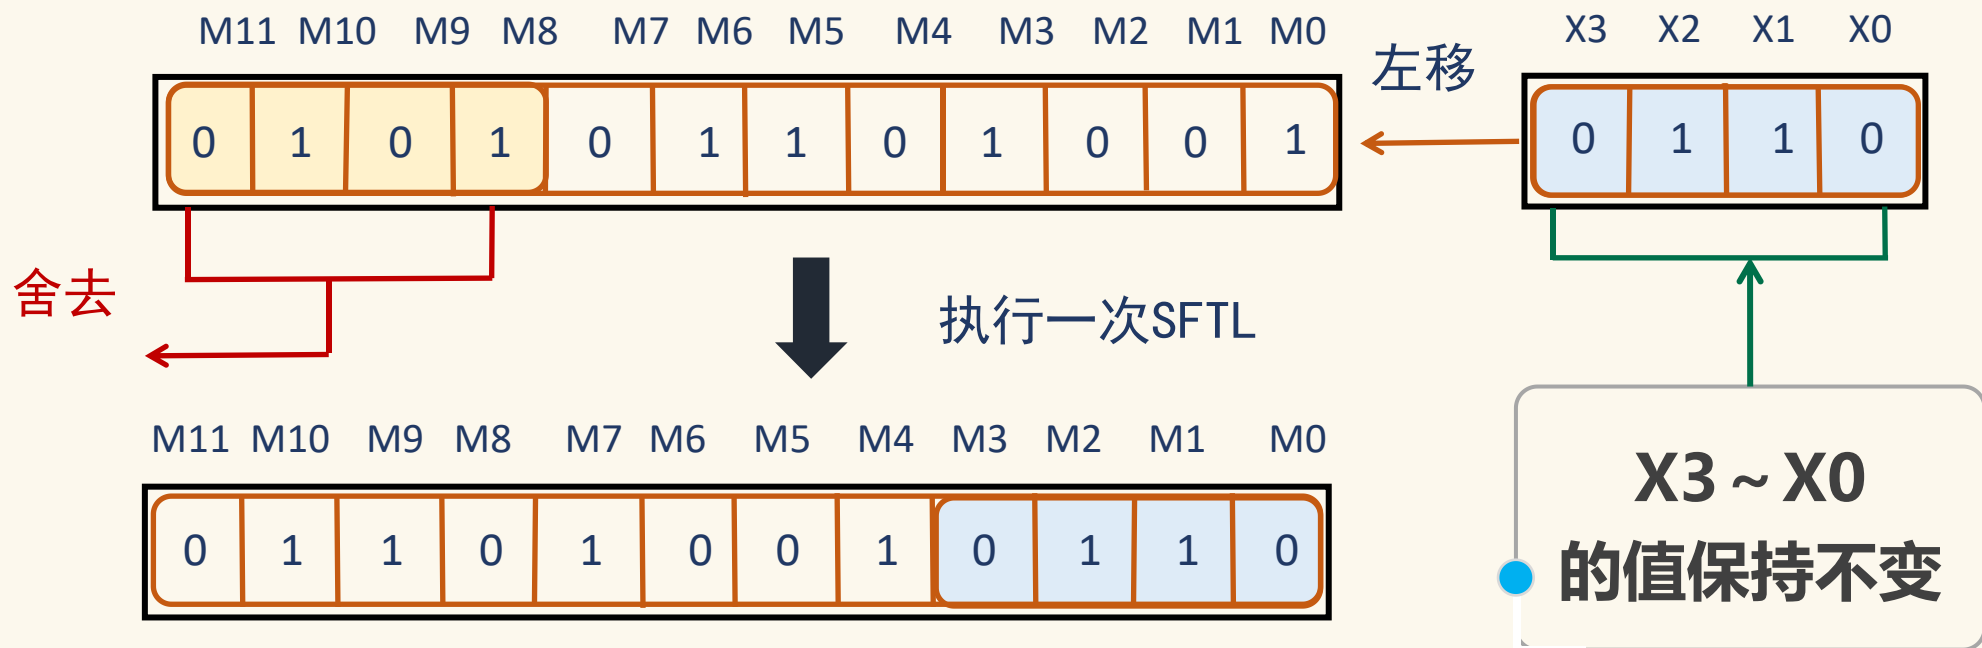 M11 M10 M9 M8 M7 M6 M5 M4 M3 M2 M1 M0
X3 X2 X1 X0
左移
0 1 0 1 0 1 1 0 1 0 0 1
0 1 1 0
舍去
执行一次SFTL
M11 M10 M9 M8 M7 M6 M5 M4 M3 M2 M1 M0
0 1 1 0 1 0 0 1 0 1 1 0
X3 ~ X0
的值保持不变